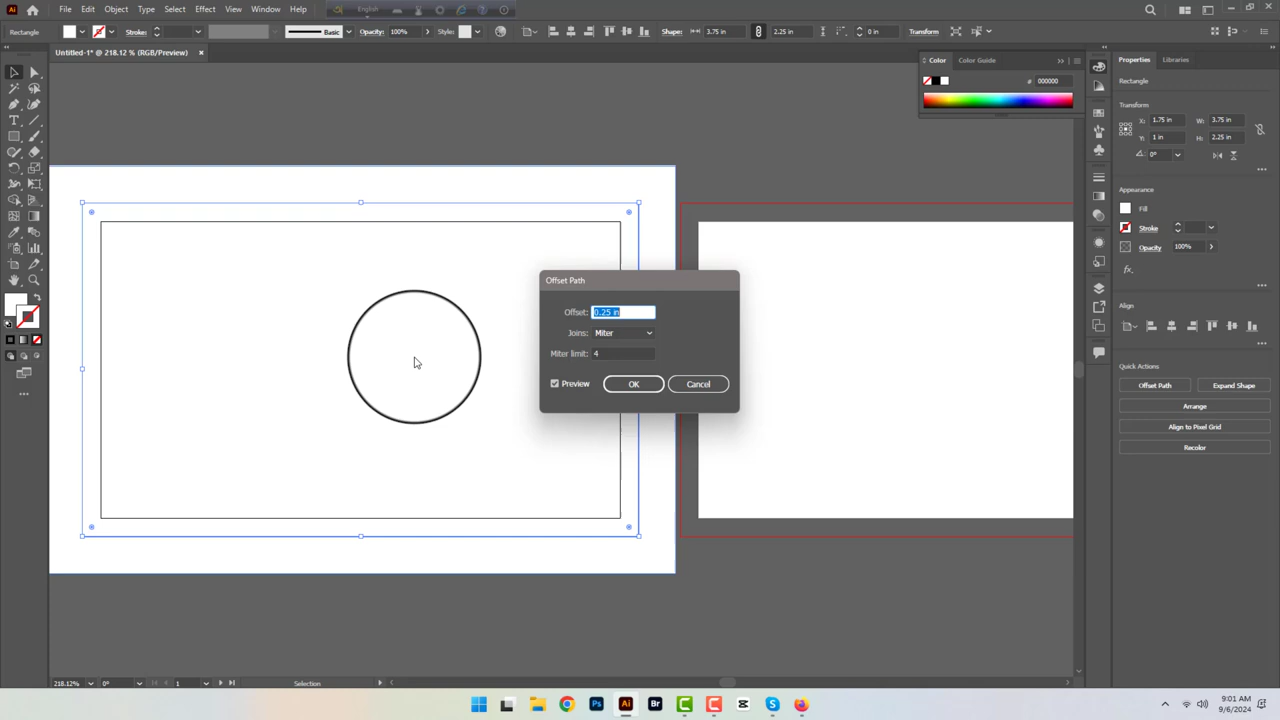 Ai File Edit Object Type Select Effect View Window Help English
Rectangle Stroke: Basic Opacity: 100% Style: Shape: 3.75 in 2.25 in 0 in Transform
Untitled-1* @ 218.12 % (RGB/Preview) ×
Color Color Guide
# 000000
Properties Libraries
Rectangle
Transform
X: 1.75 in W: 3.75 in
Y: 1 in H: 2.25 in
0°
Appearance
Fill
Stroke
Opacity 100%
fx
Align
Quick Actions
Offset Path Expand Shape
Arrange
Align to Pixel Grid
Recolor
Offset Path
Offset: 0.25 in
Joins: Miter
Miter limit: 4
Preview OK Cancel
218.12% 0° 1 Selection
Ps Ai Br
9:01 AM
9/6/2024